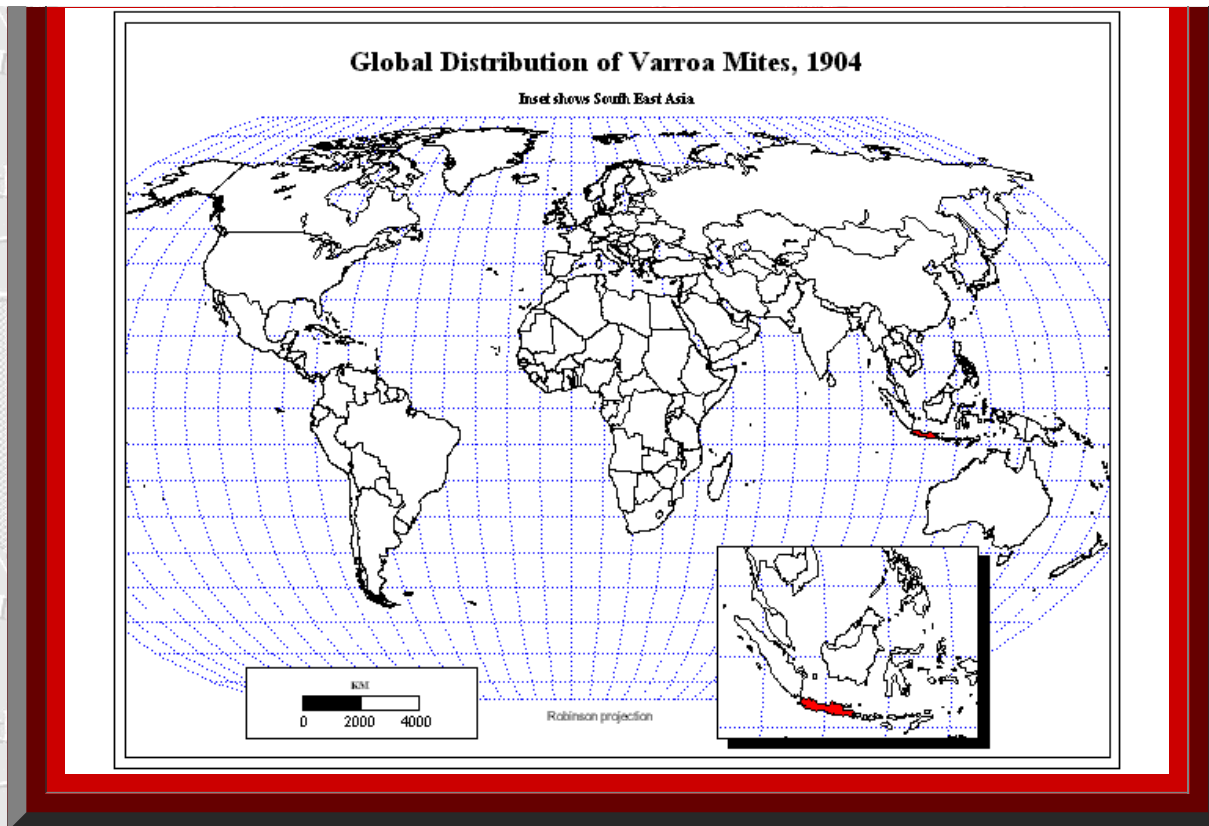 Global Distribution of Varroa Mites, 1904
Inset shows South East Asia
KM
0 2000 4000
Robinson projection